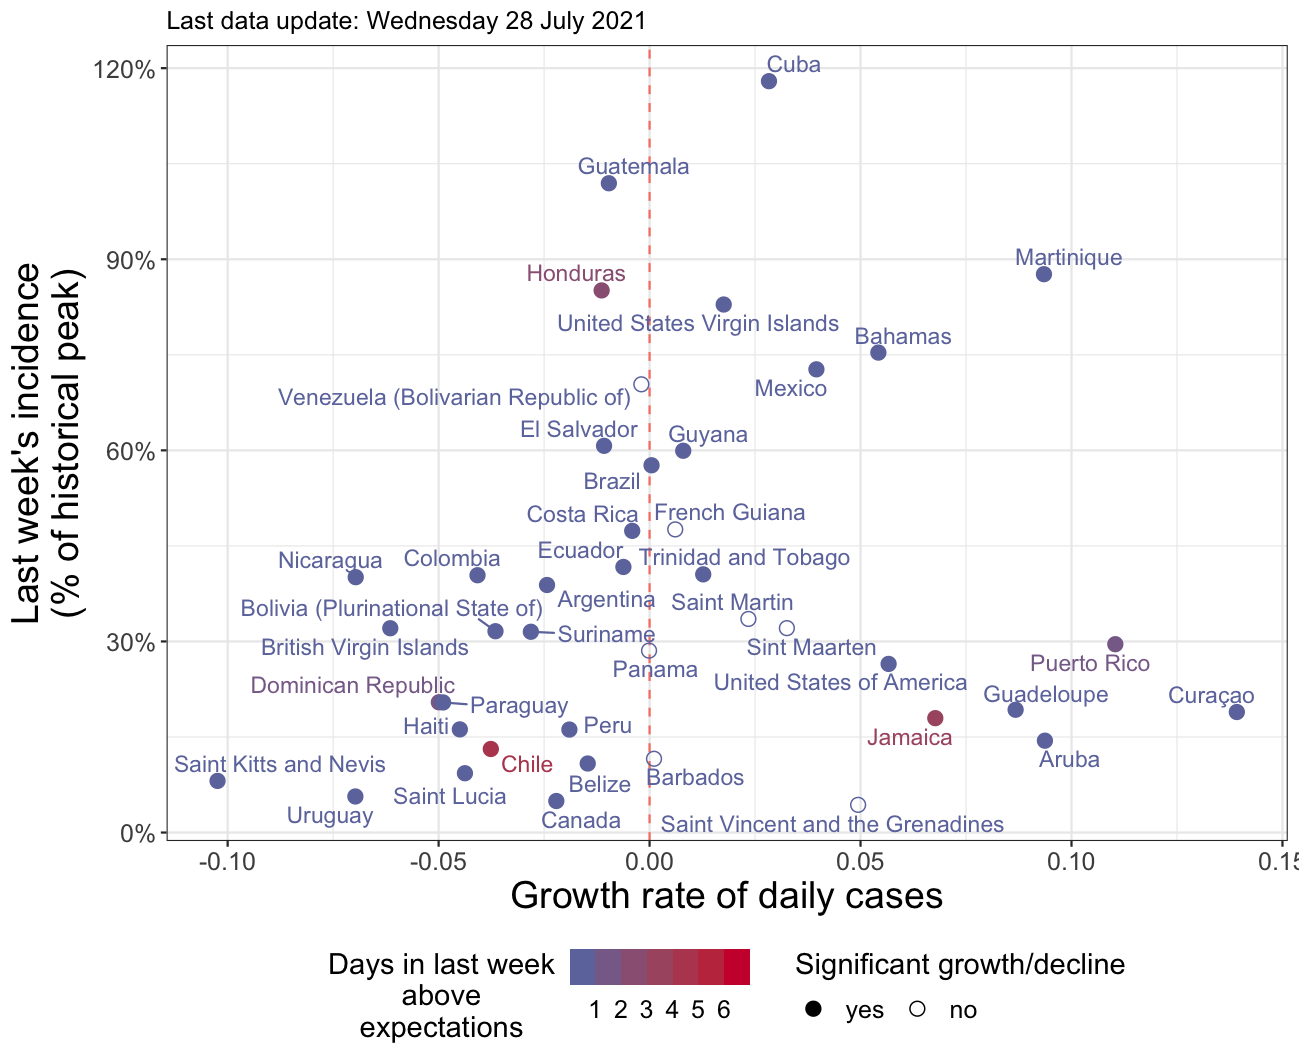 Last data update: Wednesday 28 July 2021
Last week's incidence
(% of historical peak)
120%
90%
60%
30%
0%
Cuba
Guatemala
Martinique
Honduras
United States Virgin Islands
Bahamas
Mexico
Venezuela (Bolivarian Republic of)
El Salvador
Guyana
Brazil
Costa Rica
French Guiana
Ecuador
Trinidad and Tobago
Nicaragua
Colombia
Argentina
Saint Martin
Bolivia (Plurinational State of)
Suriname
British Virgin Islands
Sint Maarten
Panama
Puerto Rico
United States of America
Dominican Republic
Guadeloupe
Curaçao
Paraguay
Haiti
Peru
Jamaica
Aruba
Saint Kitts and Nevis
Chile
Barbados
Belize
Saint Lucia
Uruguay
Canada
Saint Vincent and the Grenadines
-0.10
-0.05
0.00
0.05
0.10
0.15
Growth rate of daily cases
Days in last week
above
expectations
1 2 3 4 5 6
Significant growth/decline
yes
no